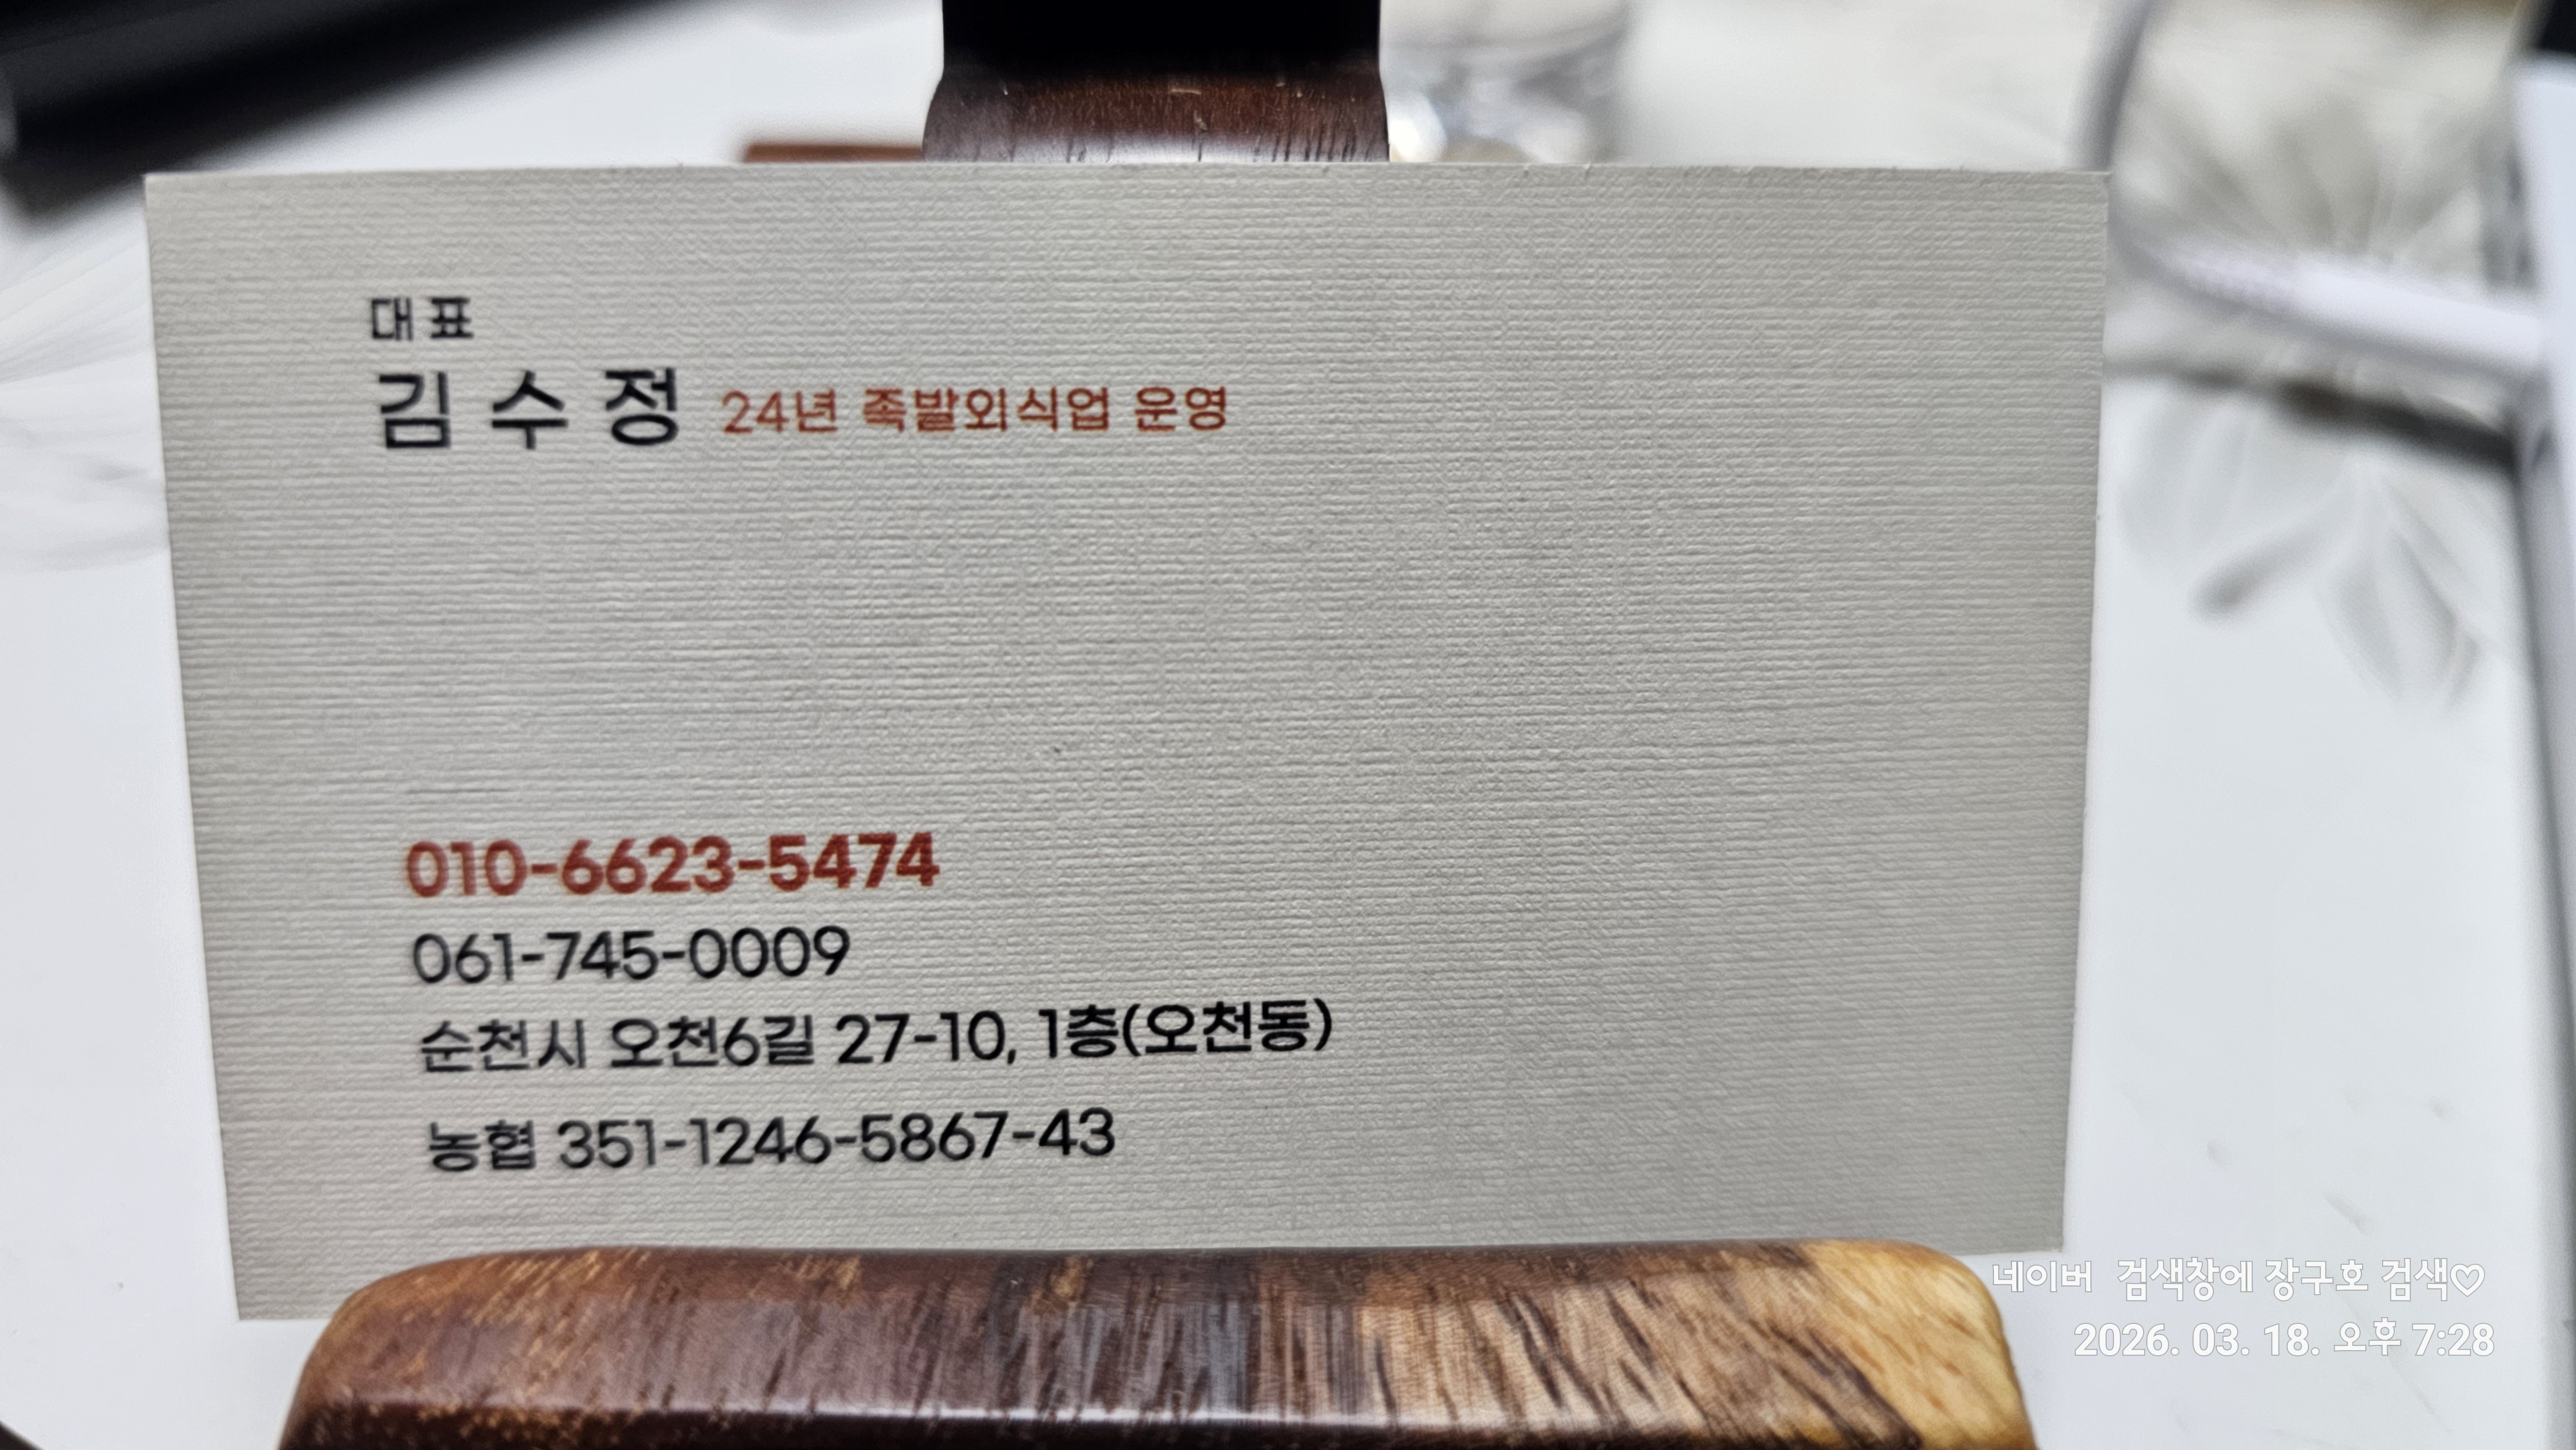 대표
김수정 24년 족발외식업 운영
010-6623-5474
061-745-0009
순천시 오천6길 27-10, 1층(오천동)
농협 351-1246-5867-43
네이버 검색창에 장구호 검색♡
2026. 03. 18. 오후 7:28